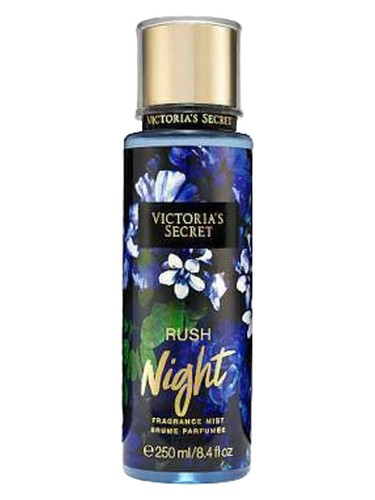 VICTORIA'S SECRET
VICTORIA'S
SECRET
RUSH
Night
FRAGRANCE MIST
BRUME PARFUMÉE
℮ 250 ml/8.4 fl oz